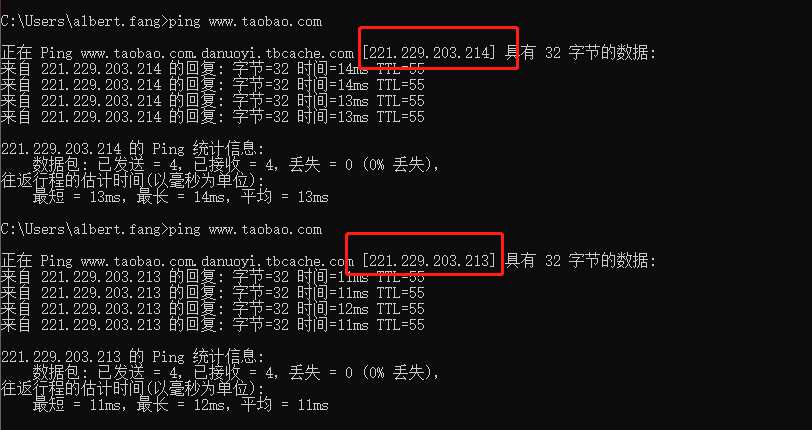 C:\Users\albert.fang>ping www.taobao.com
正在 Ping www.taobao.com.danuoyi.tbcache.com [221.229.203.214] 具有 32 字节的数据:
来自 221.229.203.214 的回复: 字节=32 时间=14ms TTL=55
来自 221.229.203.214 的回复: 字节=32 时间=14ms TTL=55
来自 221.229.203.214 的回复: 字节=32 时间=13ms TTL=55
来自 221.229.203.214 的回复: 字节=32 时间=13ms TTL=55
221.229.203.214 的 Ping 统计信息:
数据包: 已发送 = 4, 已接收 = 4, 丢失 = 0 (0% 丢失),
往返行程的估计时间(以毫秒为单位):
最短 = 13ms, 最长 = 14ms, 平均 = 13ms
C:\Users\albert.fang>ping www.taobao.com
正在 Ping www.taobao.com.danuoyi.tbcache.com [221.229.203.213] 具有 32 字节的数据:
来自 221.229.203.213 的回复: 字节=32 时间=11ms TTL=55
来自 221.229.203.213 的回复: 字节=32 时间=11ms TTL=55
来自 221.229.203.213 的回复: 字节=32 时间=12ms TTL=55
来自 221.229.203.213 的回复: 字节=32 时间=11ms TTL=55
221.229.203.213 的 Ping 统计信息:
数据包: 已发送 = 4, 已接收 = 4, 丢失 = 0 (0% 丢失),
往返行程的估计时间(以毫秒为单位):
最短 = 11ms, 最长 = 12ms, 平均 = 11ms